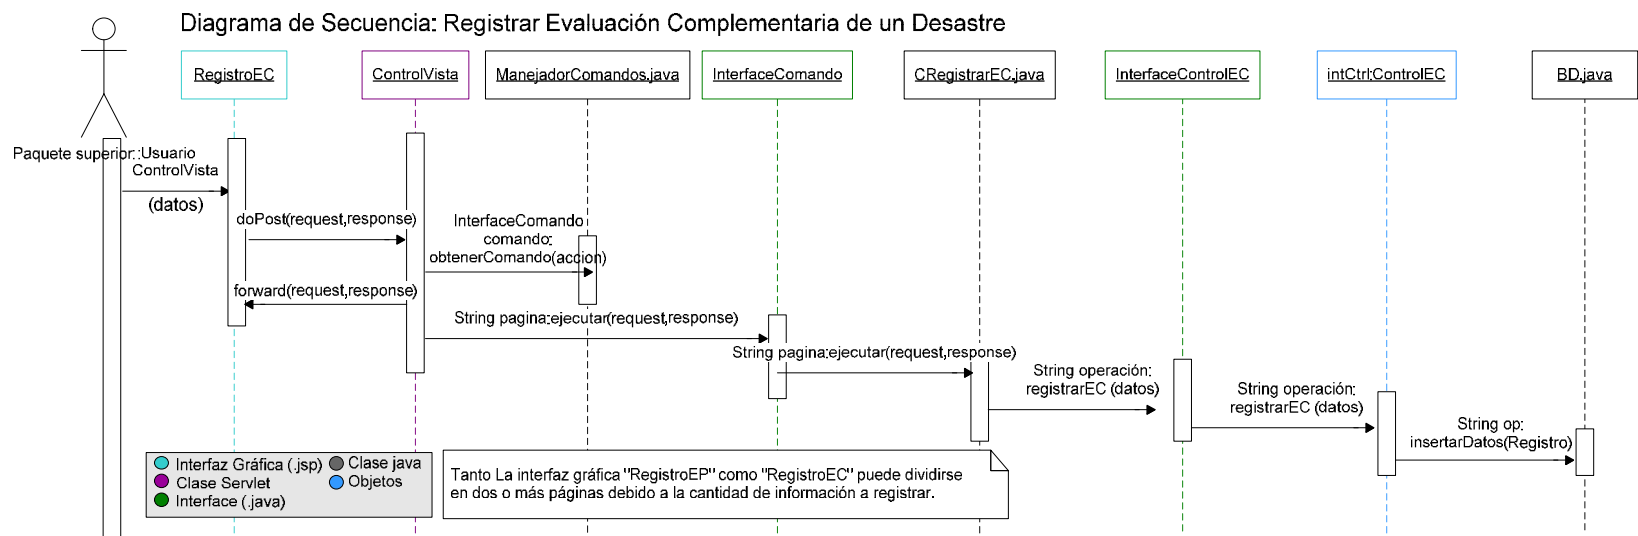 Diagrama de Secuencia: Registrar Evaluación Complementaria de un Desastre
RegistroEC
ControlVista
ManejadorComandos.java
InterfaceComando
CRegistrarEC.java
InterfaceControlEC
intCtrl:ControlEC
BD.java
Paquete superior::Usuario
ControlVista
(datos)
doPost(request,response)
InterfaceComando
comando:
obtenerComando(accion)
forward(request,response)
String pagina:ejecutar(request,response)
String pagina:ejecutar(request,response)
String operación:
registrarEC (datos)
String operación:
registrarEC (datos)
String op:
insertarDatos(Registro)
Interfaz Gráfica (.jsp)
Clase java
Clase Servlet
Objetos
Interface (.java)
Tanto La interfaz gráfica "RegistroEP" como "RegistroEC" puede dividirse
en dos o más páginas debido a la cantidad de información a registrar.